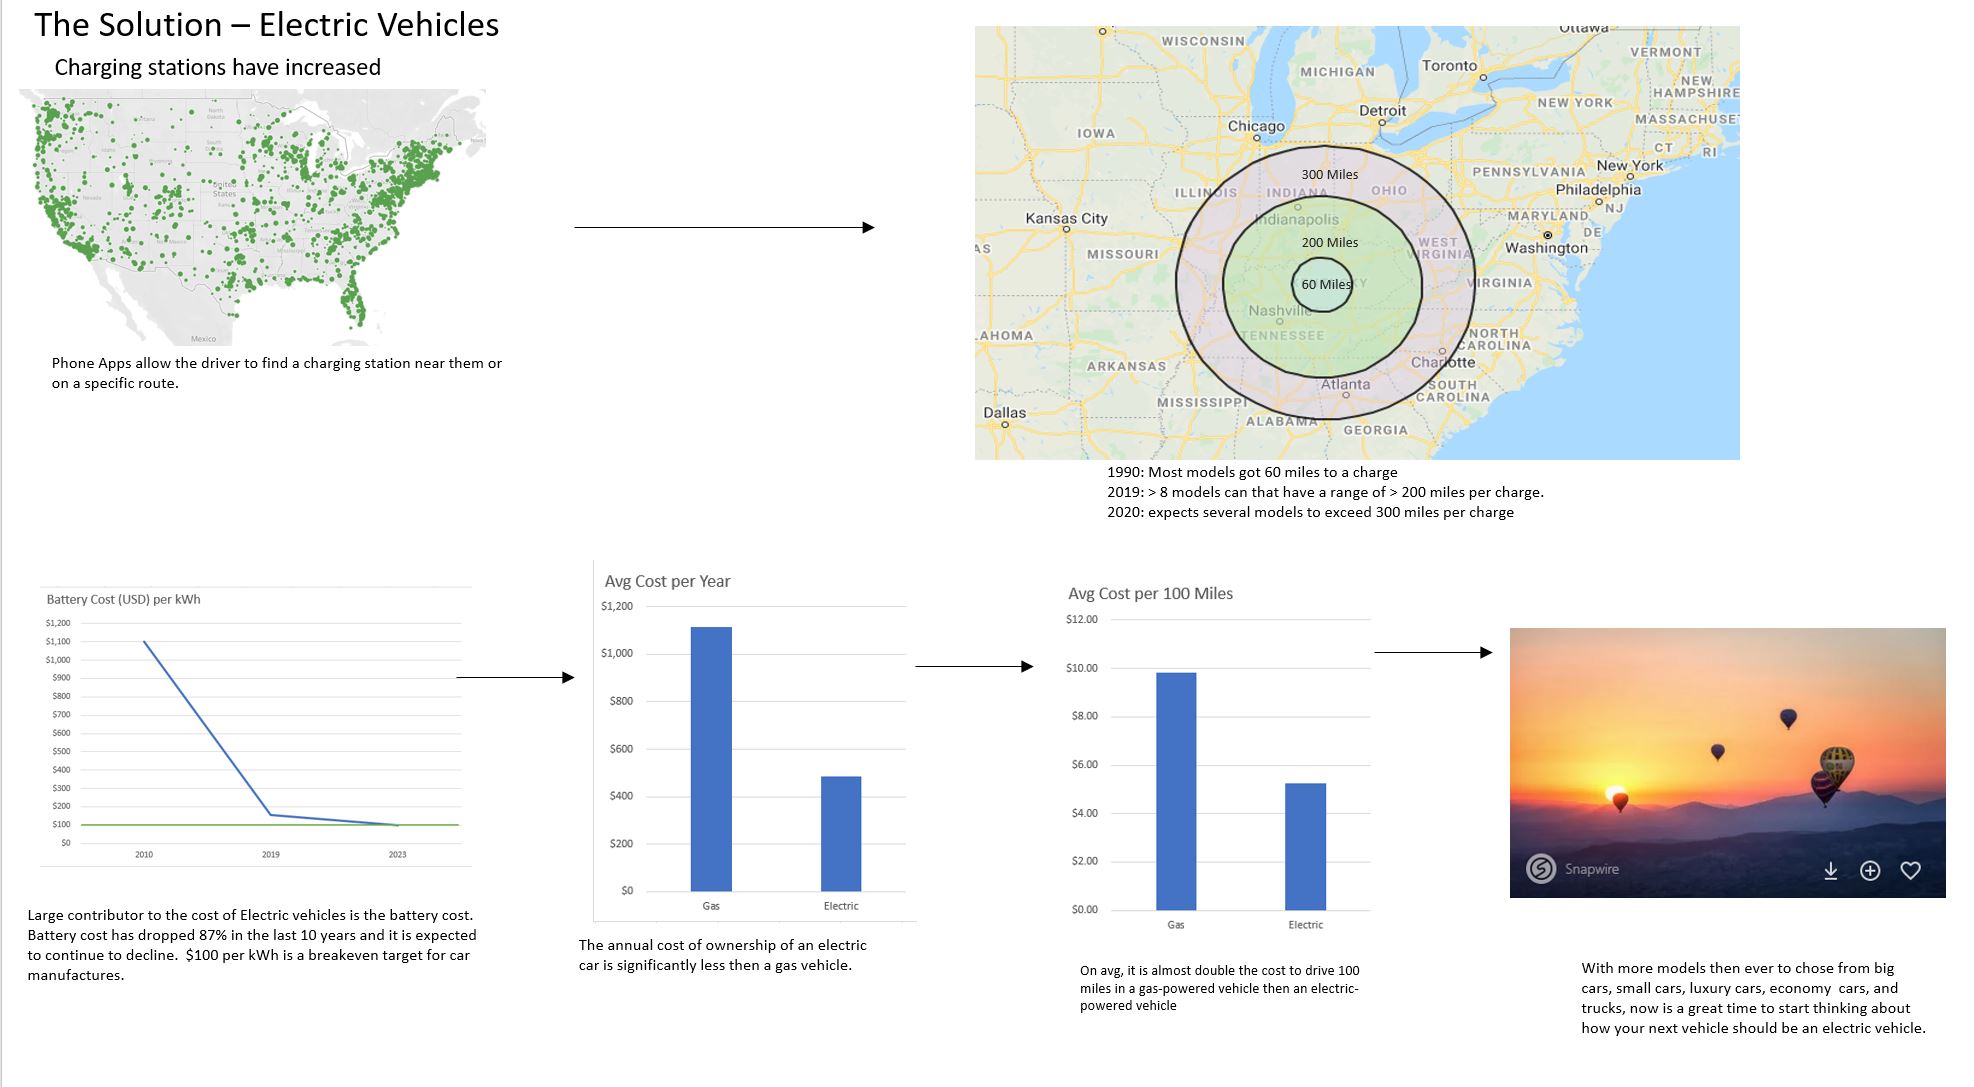 The Solution – Electric Vehicles
Charging stations have increased
United
States
Mexico
Phone Apps allow the driver to find a charging station near them or
on a specific route.
WISCONSIN
Ottawa
VERMONT
MICHIGAN
Toronto
NEW
HAMPSHIRE
NEW YORK
MASSACHUSET
Detroit
Chicago
IOWA
CT
RI
New York
PENNSYLVANIA
Philadelphia
300 Miles
ILLINOIS
INDIANA
OHIO
NJ
MARYLAND
Kansas City
Indianapolis
DE
200 Miles
WEST
VIRGINIA
Washington
AS
MISSOURI
60 Miles
KY
VIRGINIA
Nashville
TENNESSEE
NORTH
CAROLINA
LAHOMA
Charlotte
ARKANSAS
Atlanta
SOUTH
CAROLINA
MISSISSIPPI
Dallas
ALABAMA
GEORGIA
1990: Most models got 60 miles to a charge
2019: > 8 models can that have a range of > 200 miles per charge.
2020: expects several models to exceed 300 miles per charge
Battery Cost (USD) per kWh
$1,200
$1,100
$1,000
$900
$800
$700
$600
$500
$400
$300
$200
$100
$0
2010 2019 2023
Large contributor to the cost of Electric vehicles is the battery cost.
Battery cost has dropped 87% in the last 10 years and it is expected
to continue to decline.  $100 per kWh is a breakeven target for car
manufactures.
Avg Cost per Year
$1,200
$1,000
$800
$600
$400
$200
$0
Gas Electric
The annual cost of ownership of an electric
car is significantly less then a gas vehicle.
Avg Cost per 100 Miles
$12.00
$10.00
$8.00
$6.00
$4.00
$2.00
$0.00
Gas Electric
On avg, it is almost double the cost to drive 100
miles in a gas-powered vehicle then an electric-
powered vehicle
Snapwire
With more models then ever to chose from big
cars, small cars, luxury cars, economy  cars, and
trucks, now is a great time to start thinking about
how your next vehicle should be an electric vehicle.